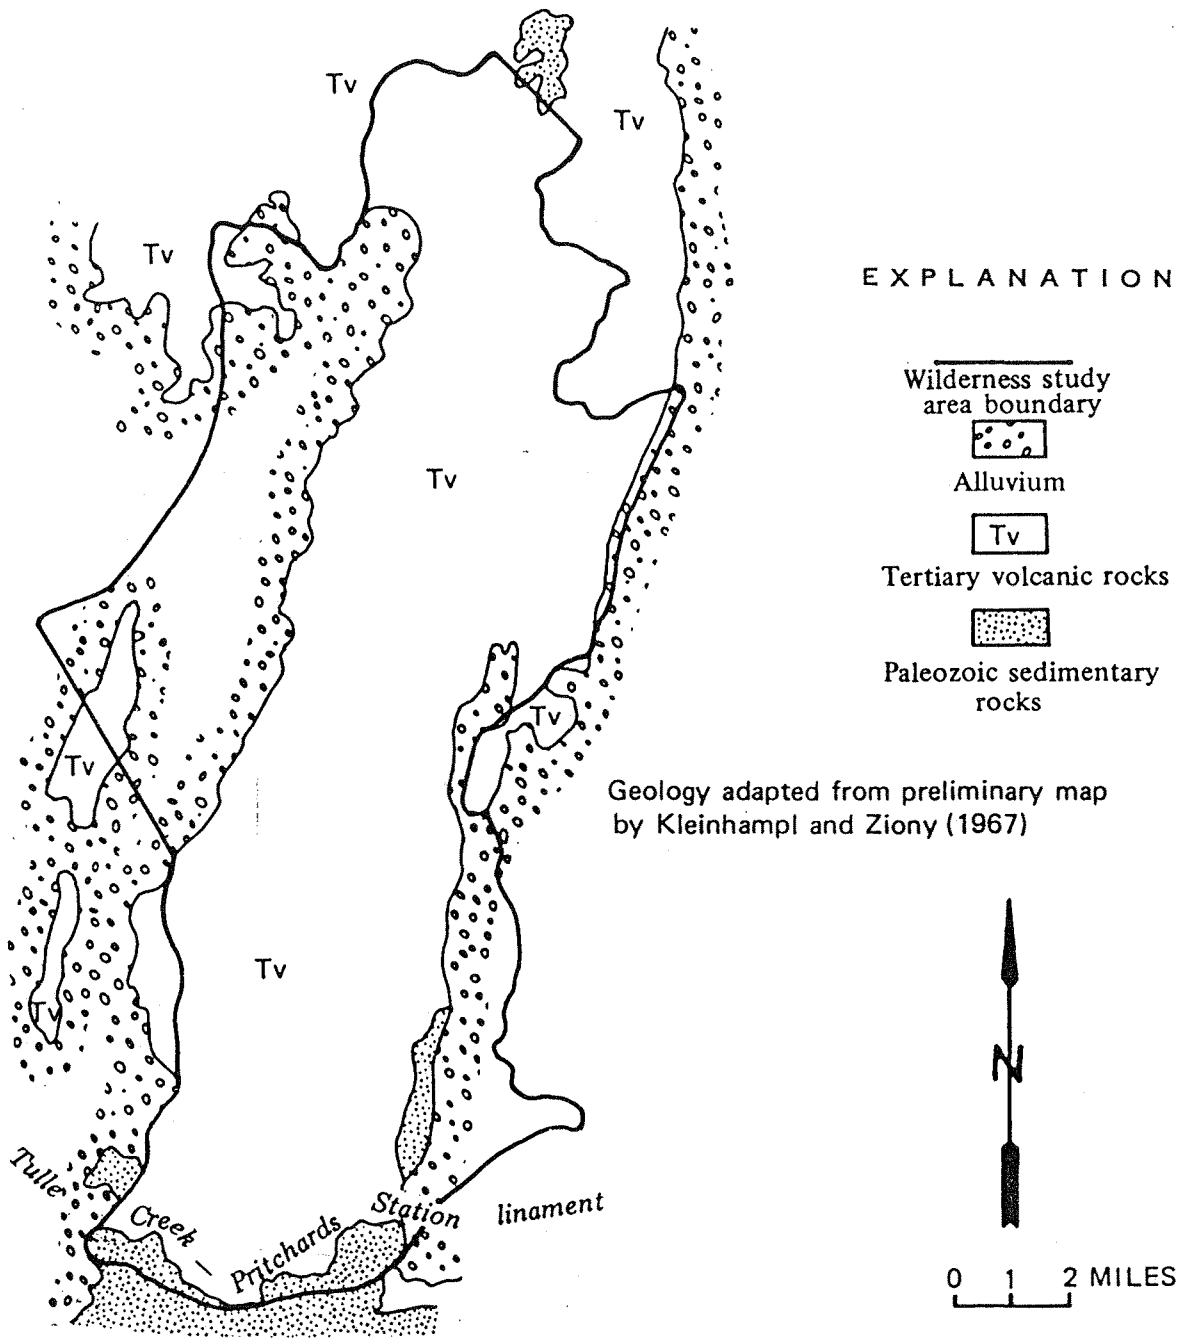 Tv
Tv
Tv
EXPLANATION
Wilderness study
area boundary
Alluvium
Tv
Tertiary volcanic rocks
Paleozoic sedimentary
rocks
Tv
Tv
Tv
Geology adapted from preliminary map
by Kleinhampl and Ziony (1967)
Tv
Tv
N
Tulle Creek – Pritchards Station linament
0 1 2 MILES